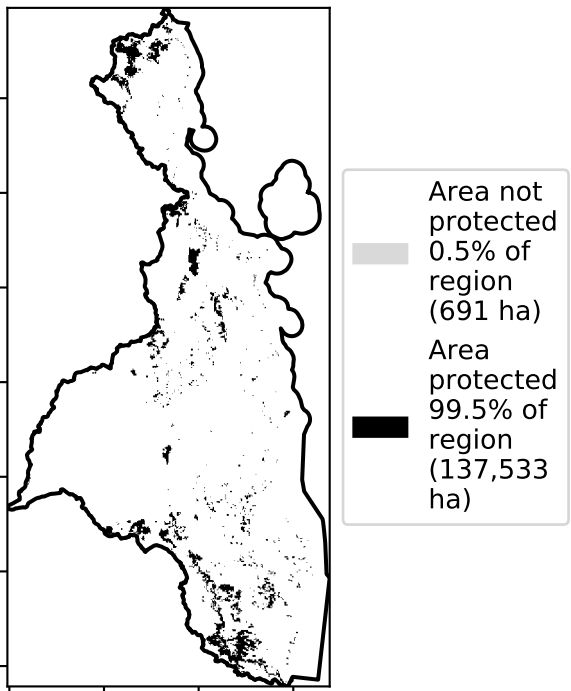 Area not
protected
0.5% of
region
(691 ha)
Area
protected
99.5% of
region
(137,533
ha)